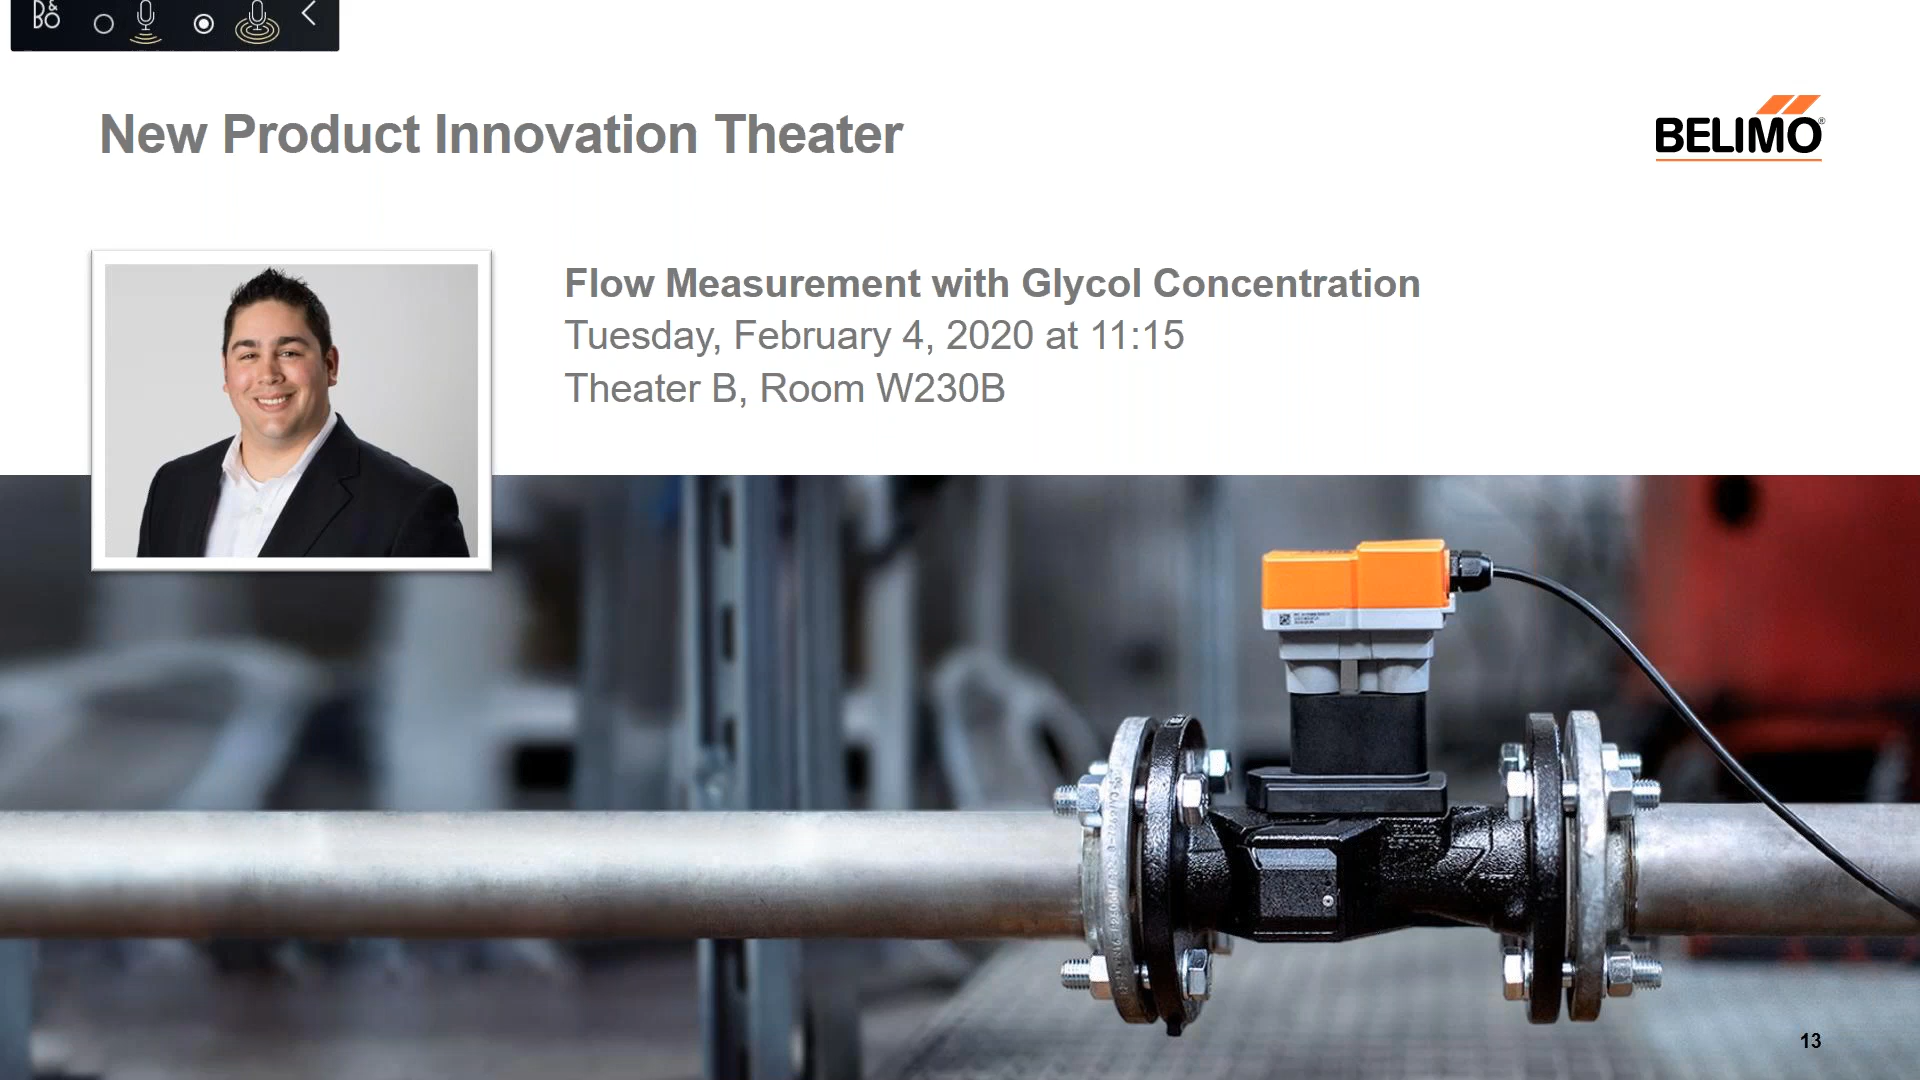 B&O
New Product Innovation Theater
BELIMO®
Flow Measurement with Glycol Concentration
Tuesday, February 4, 2020 at 11:15
Theater B, Room W230B
13